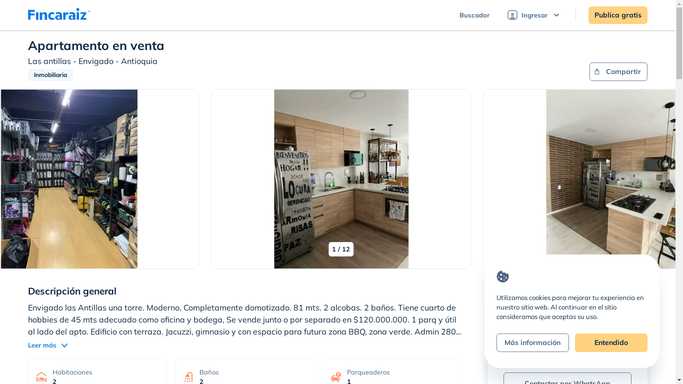 Fincaraiz
Buscador
Ingresar
Publica gratis
Apartamento en venta
Las antillas - Envigado - Antioquia
Inmobiliaria
Compartir
BIENVENIDOS
HOGAR
LOCURA
RISAS
PAZ
1 / 12
Descripción general
Envigado las Antillas una torre. Moderno, Completamente domotizado. 81 mts. 2 alcobas. 2 baños. Tiene cuarto de
hobbies de 45 mts adecuado como oficina o bodega, Se vende junto o por separado en $120.000.000. 1 parq y útil
al lado del apto. Edificio con terraza, Jacuzzi, gimnasio y con espacio para futura zona BBQ, zona verde. Admin 280...
Leer más
Habitaciones
2
Baños
2
Parqueaderos
1
Utilizamos cookies para mejorar tu experiencia en
nuestro sitio web. Al continuar en el sitio
consideramos que aceptas su uso.
Más información
Entendido
Contactar por WhatsApp